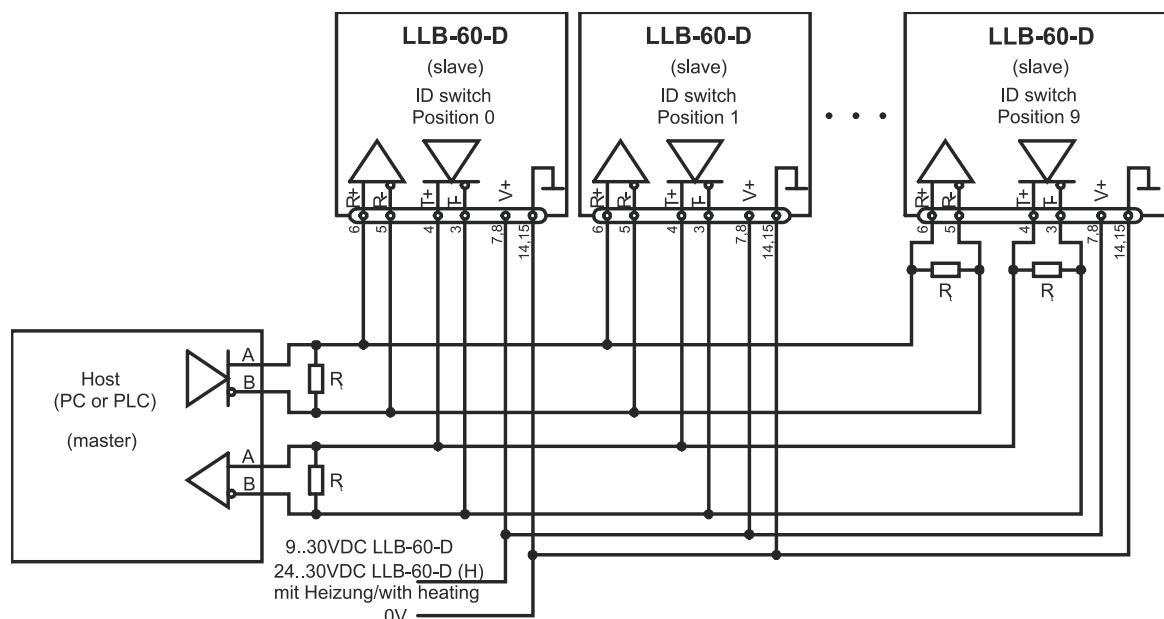 LLB-60-D
(slave)
ID switch
Position 0
R+
R-
T+
T-
V+
6
5
4
3
7,8
14,15
LLB-60-D
(slave)
ID switch
Position 1
R+
R-
T+
T-
V+
6
5
4
3
7,8
14,15
. . .
LLB-60-D
(slave)
ID switch
Position 9
R+
R-
T+
T-
V+
6
5
4
3
7,8
14,15
R
R
Host
(PC or PLC)
(master)
A
B
R
A
B
R
9..30VDC LLB-60-D
24..30VDC LLB-60-D (H)
mit Heizung/with heating
0V